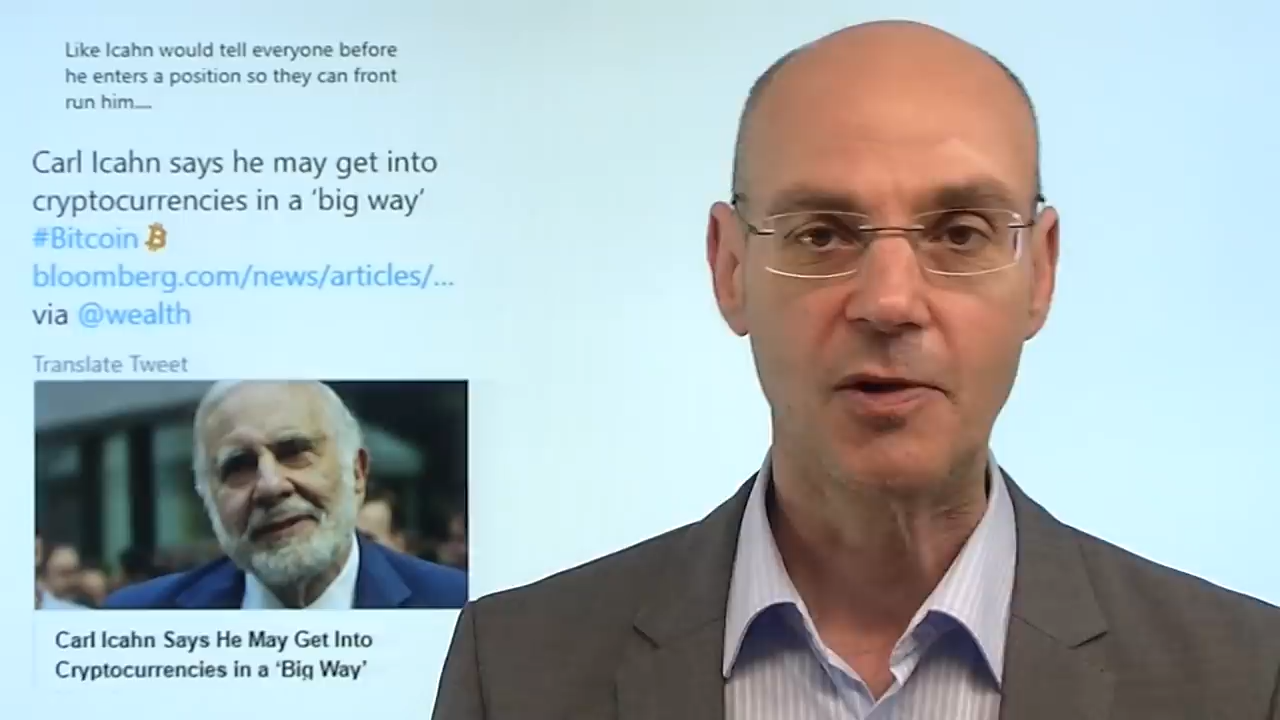 Like Icahn would tell everyone before
he enters a position so they can front
run him....
Carl Icahn says he may get into
cryptocurrencies in a ‘big way’
#Bitcoin
bloomberg.com/news/articles/...
via @wealth
Translate Tweet
Carl Icahn Says He May Get Into
Cryptocurrencies in a ‘Big Way’